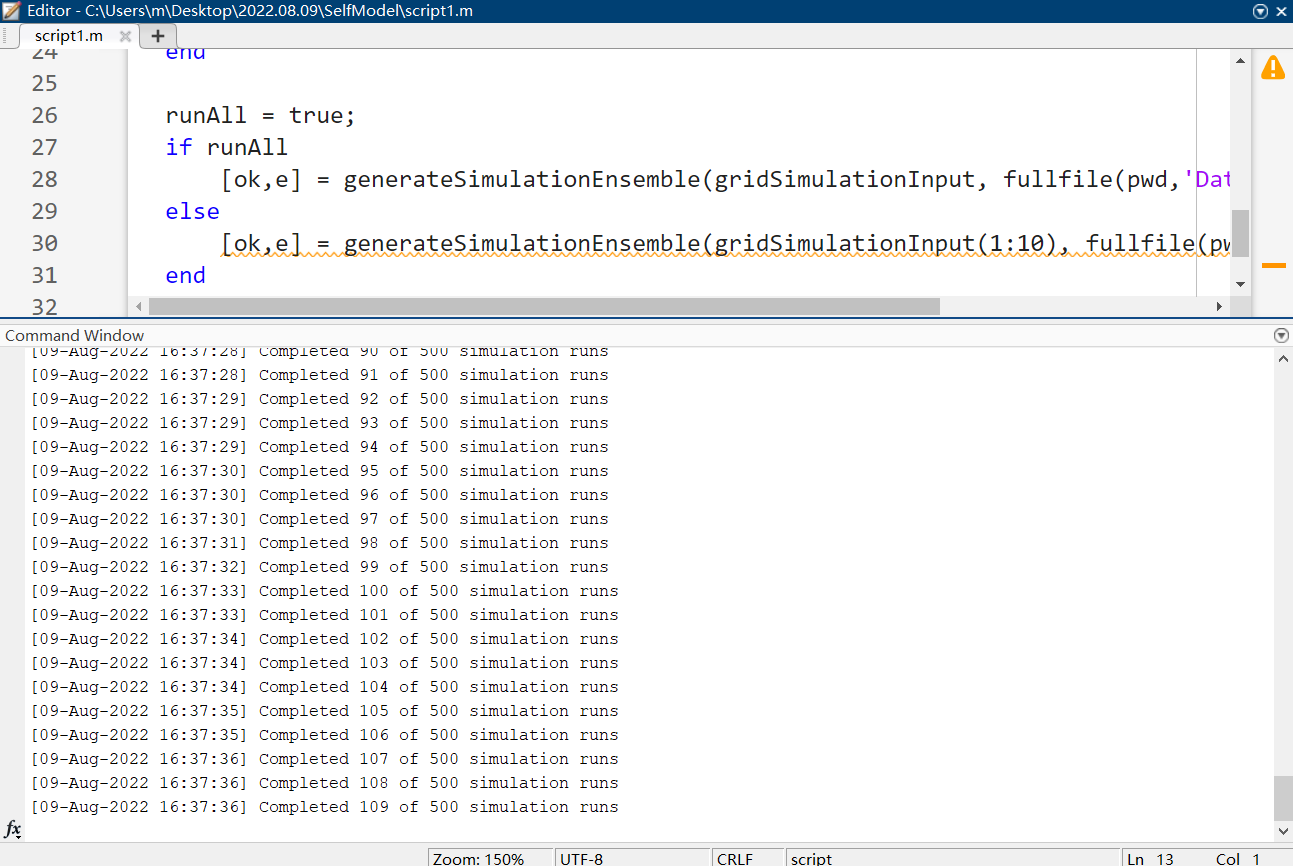 Editor - C:\Users\m\Desktop\2022.08.09\SelfModel\script1.m
script1.m
24 end
25
26 runAll = true;
27 if runAll
28 [ok,e] = generateSimulationEnsemble(gridSimulationInput, fullfile(pwd,'Dat
29 else
30 [ok,e] = generateSimulationEnsemble(gridSimulationInput(1:10), fullfile(pw
31 end
32
Command Window
[09-Aug-2022 16:37:28] Completed 90 of 500 simulation runs
[09-Aug-2022 16:37:28] Completed 91 of 500 simulation runs
[09-Aug-2022 16:37:29] Completed 92 of 500 simulation runs
[09-Aug-2022 16:37:29] Completed 93 of 500 simulation runs
[09-Aug-2022 16:37:29] Completed 94 of 500 simulation runs
[09-Aug-2022 16:37:30] Completed 95 of 500 simulation runs
[09-Aug-2022 16:37:30] Completed 96 of 500 simulation runs
[09-Aug-2022 16:37:30] Completed 97 of 500 simulation runs
[09-Aug-2022 16:37:31] Completed 98 of 500 simulation runs
[09-Aug-2022 16:37:32] Completed 99 of 500 simulation runs
[09-Aug-2022 16:37:33] Completed 100 of 500 simulation runs
[09-Aug-2022 16:37:33] Completed 101 of 500 simulation runs
[09-Aug-2022 16:37:34] Completed 102 of 500 simulation runs
[09-Aug-2022 16:37:34] Completed 103 of 500 simulation runs
[09-Aug-2022 16:37:34] Completed 104 of 500 simulation runs
[09-Aug-2022 16:37:35] Completed 105 of 500 simulation runs
[09-Aug-2022 16:37:35] Completed 106 of 500 simulation runs
[09-Aug-2022 16:37:36] Completed 107 of 500 simulation runs
[09-Aug-2022 16:37:36] Completed 108 of 500 simulation runs
[09-Aug-2022 16:37:36] Completed 109 of 500 simulation runs
fx
Zoom: 150% UTF-8 CRLF script Ln 13 Col 1